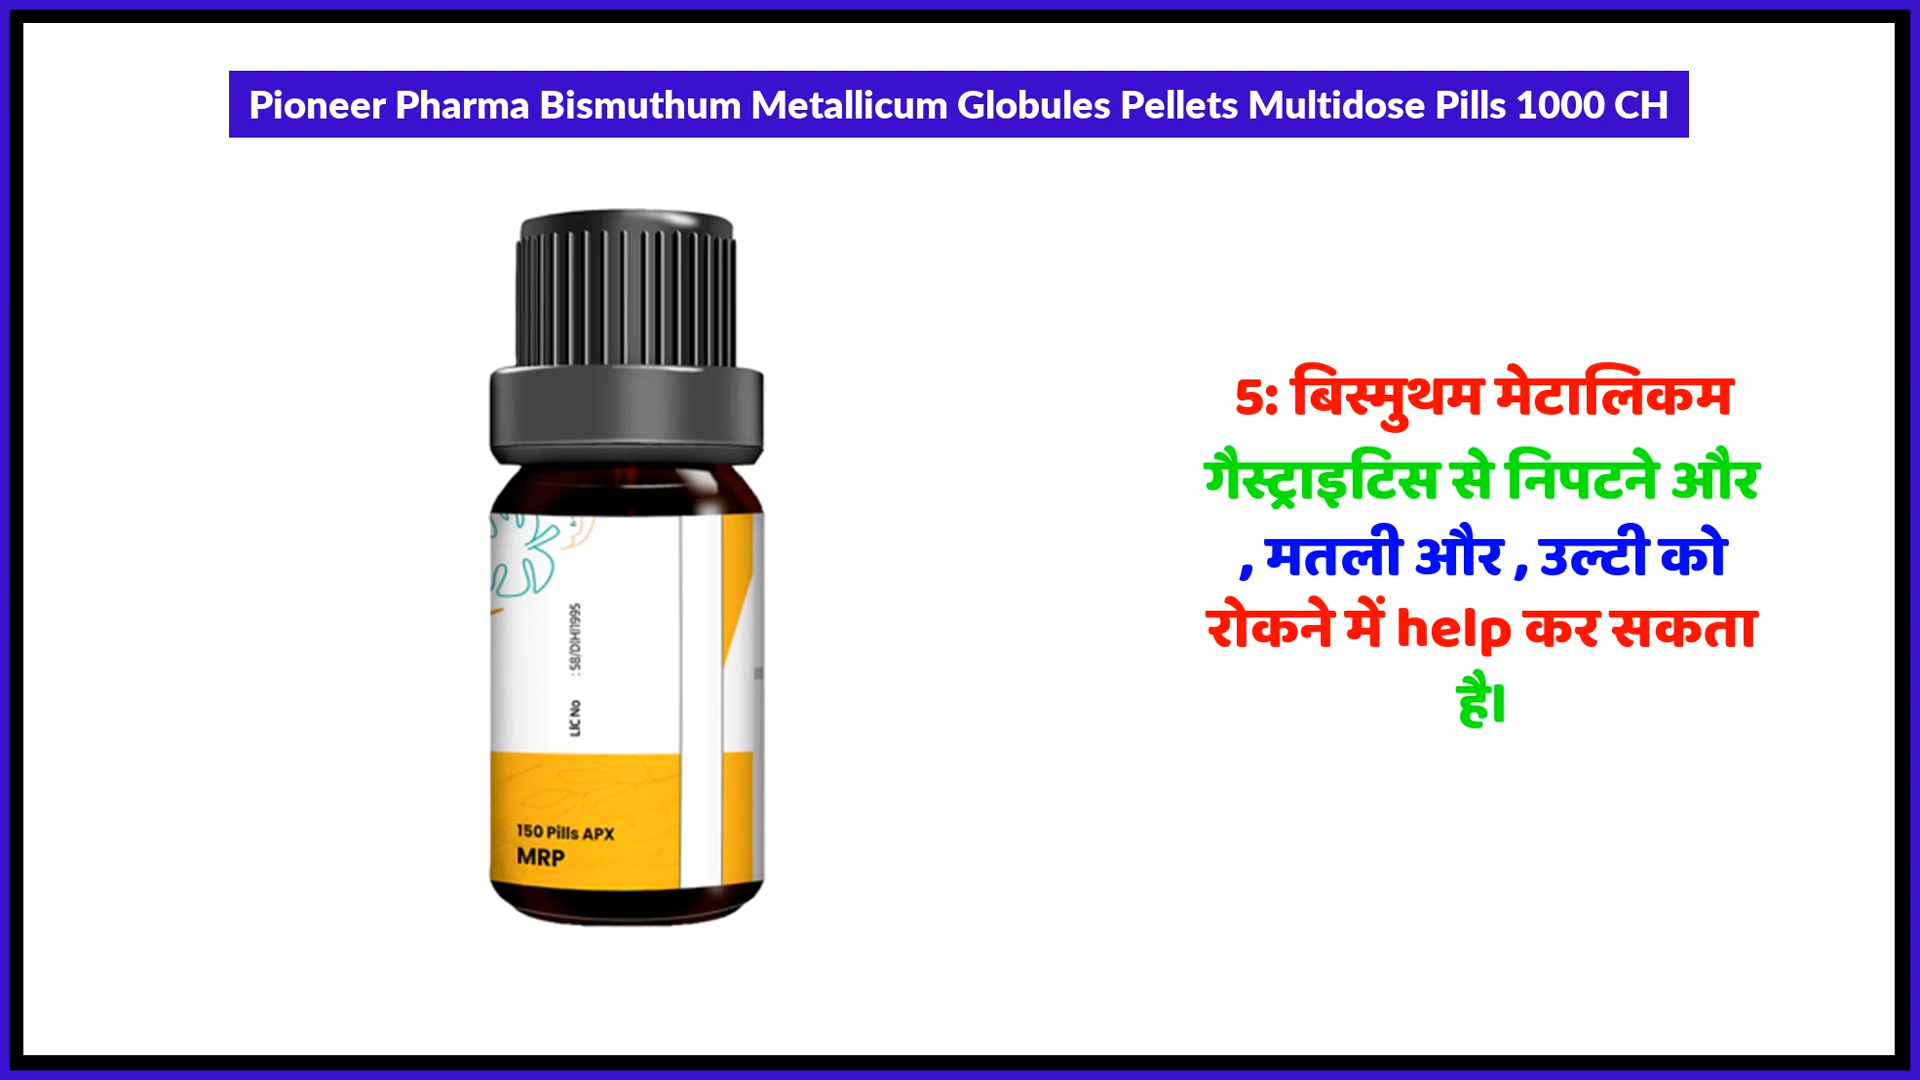 Pioneer Pharma Bismuthum Metallicum Globules Pellets Multidose Pills 1000 CH
LIC No : 58/D(H)1995
150 Pills APX
MRP
5: बिस्मुथम मेटालिकम
गैस्ट्राइटिस से निपटने और
, मतली और , उल्टी को
रोकने में help कर सकता
है।